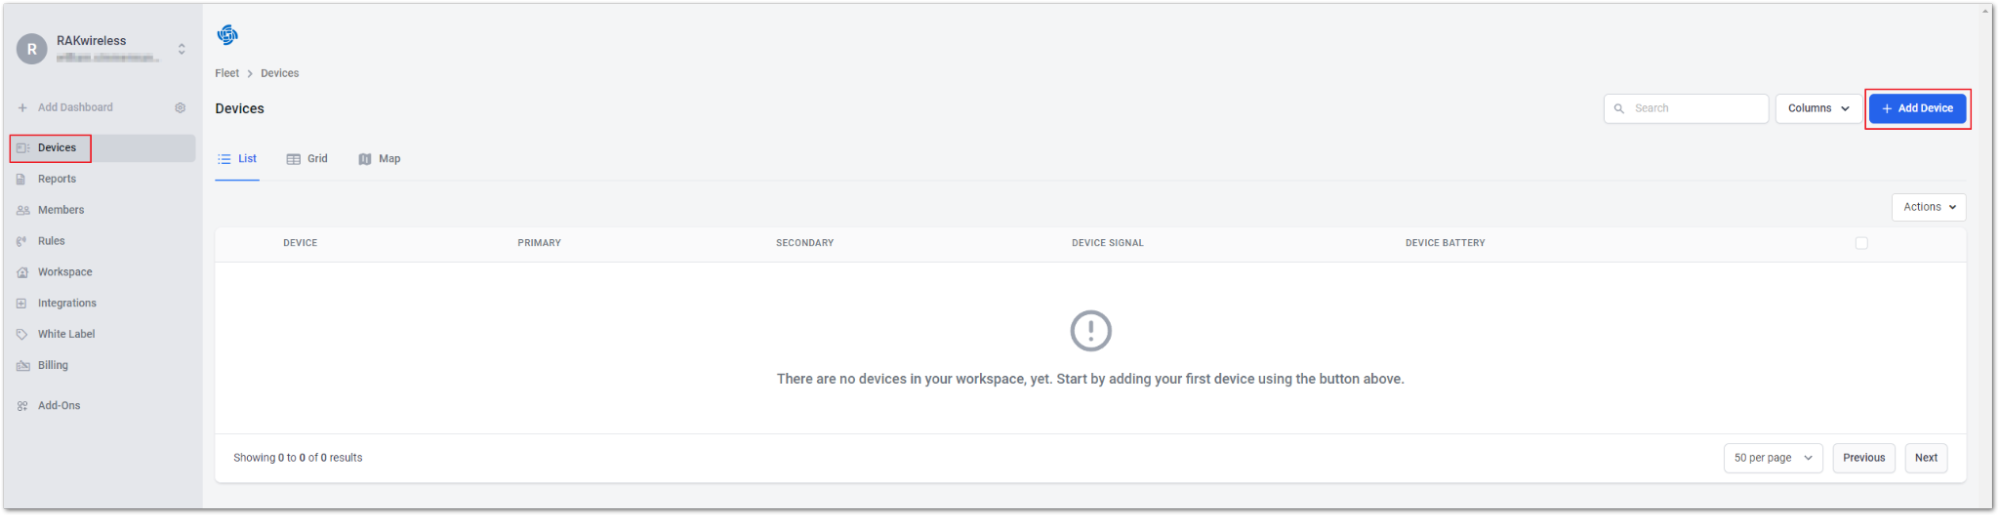 R
RAKwireless
Add Dashboard
Devices
Reports
Members
Rules
Workspace
Integrations
White Label
Billing
Add-Ons
Fleet > Devices
Devices
Search
Columns
+ Add Device
List
Grid
Map
Actions
DEVICE PRIMARY SECONDARY DEVICE SIGNAL DEVICE BATTERY
There are no devices in your workspace, yet. Start by adding your first device using the button above.
Showing 0 to 0 of 0 results
50 per page
Previous
Next